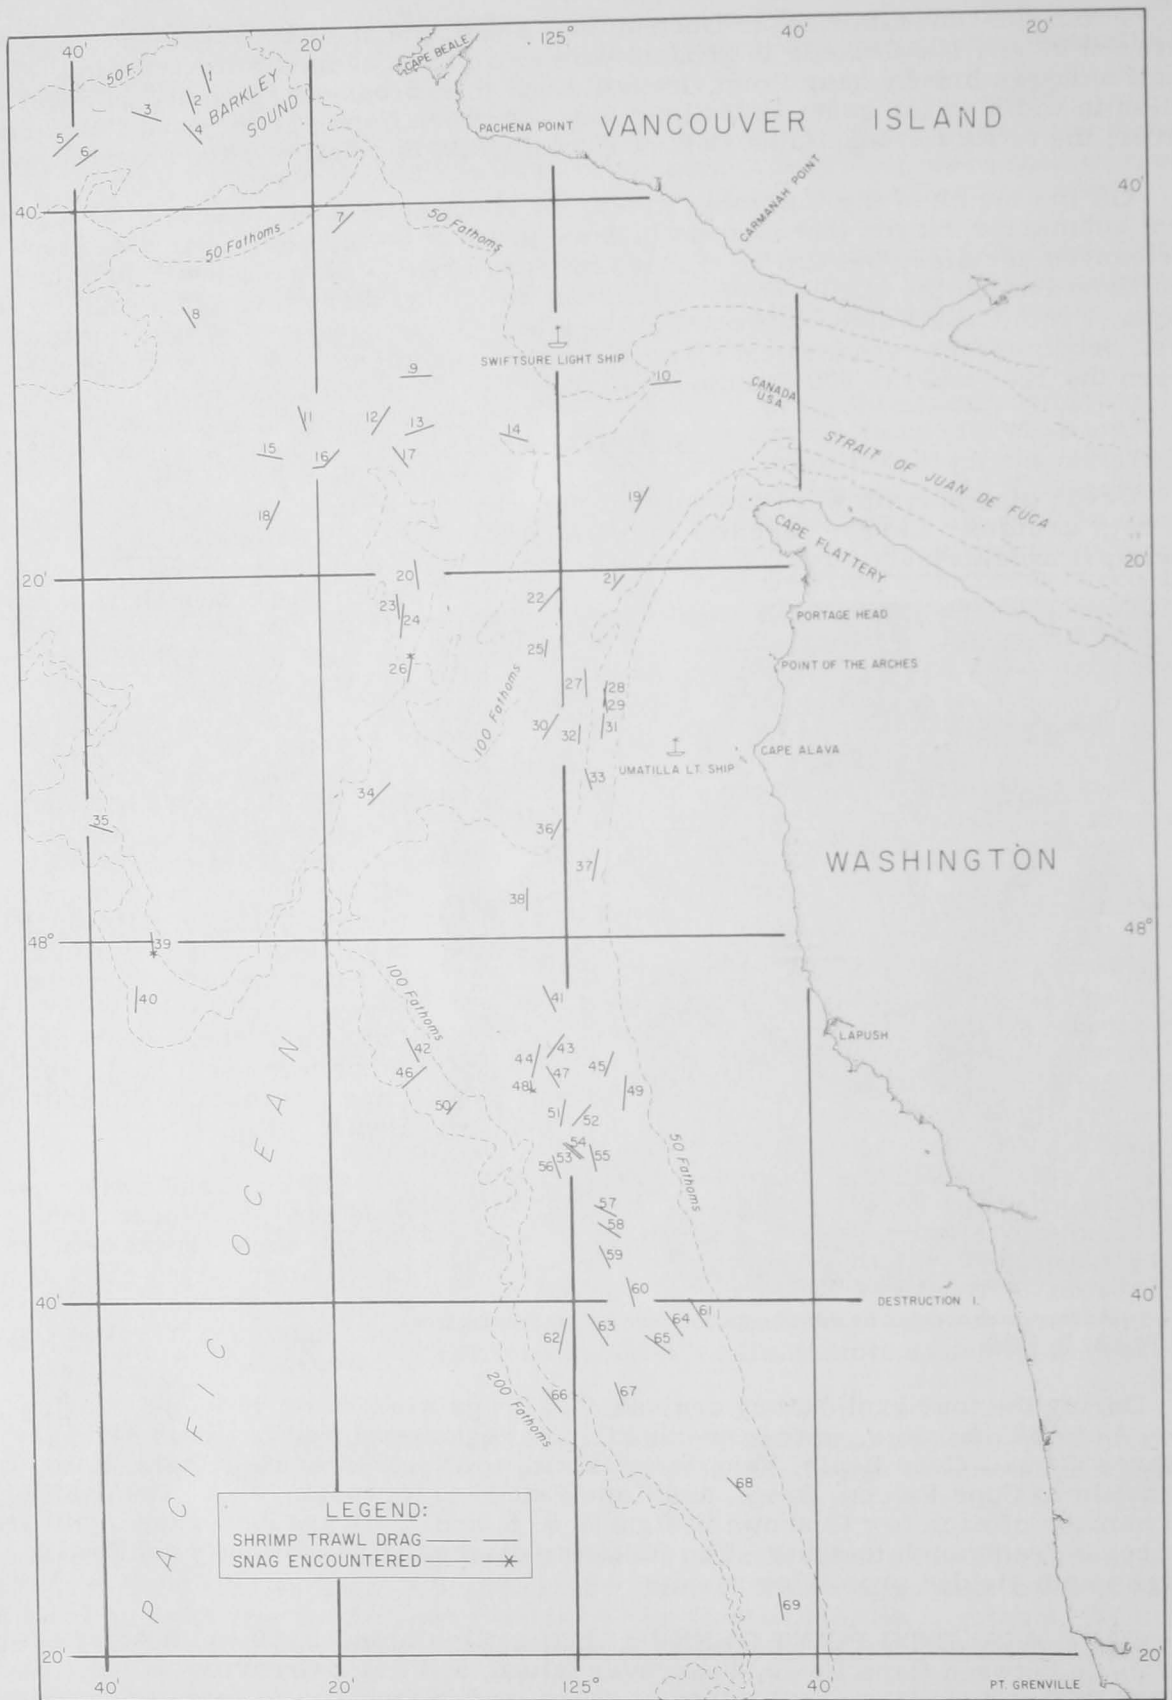 40'
20'
125°
40'
20'
50 F.
CAPE BEALE
1
2
3
4
BARKLEY
SOUND
5
6
PACHENA POINT
VANCOUVER ISLAND
CARMANAH POINT
40'
40'
7
50 Fathoms
50 Fathoms
8
SWIFTSURE LIGHT SHIP
9
10
CANADA
USA
11
12
13
14
15
16
17
STRAIT OF JUAN DE FUCA
18
19
CAPE FLATTERY
20'
20
21
20'
22
23
24
PORTAGE HEAD
25
26
POINT OF THE ARCHES
27
28
29
100 Fathoms
30
31
32
UMATILLA LT. SHIP
CAPE ALAVA
33
34
35
36
37
WASHINGTON
38
48°
39
48°
40
41
100 Fathoms
LAPUSH
42
43
44
45
46
47
48
49
50
51
52
53
54
55
56
50 Fathoms
57
58
59
60
40'
DESTRUCTION I.
40'
61
62
63
64
65
66
67
200 Fathoms
68
PACIFIC OCEAN
LEGEND:
SHRIMP TRAWL DRAG
SNAG ENCOUNTERED
69
20'
20'
40'
20'
125°
40'
PT. GRENVILLE